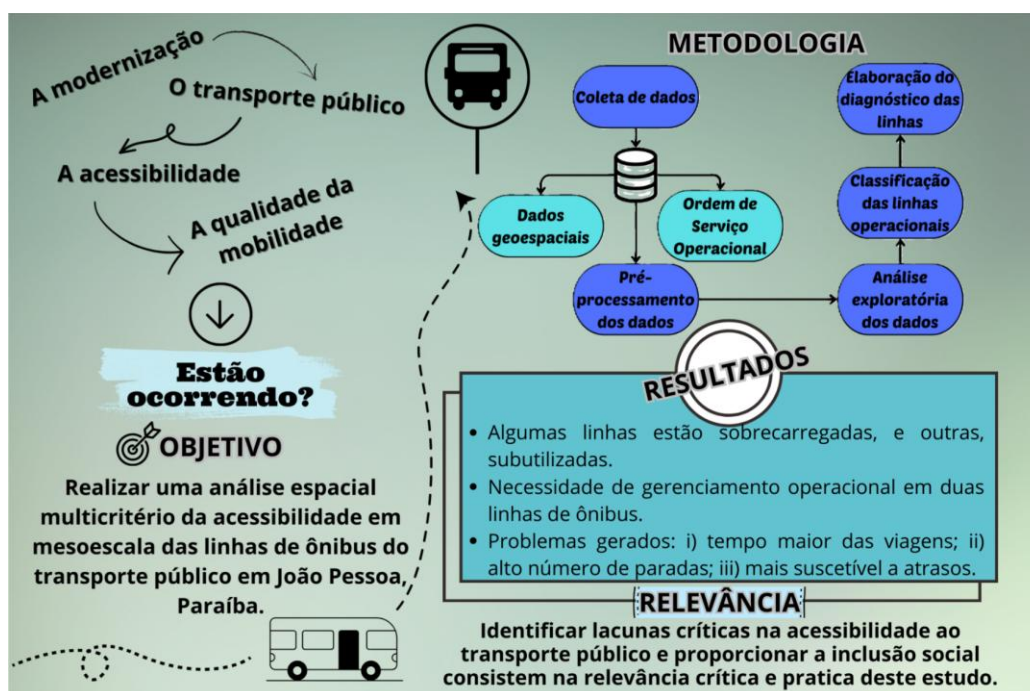 A modernização
O transporte público
A acessibilidade
A qualidade da
mobilidade
Estão
ocorrendo?
OBJETIVO
Realizar uma análise espacial
multicritério da acessibilidade em
mesoescala das linhas de ônibus do
transporte público em João Pessoa,
Paraíba.
METODOLOGIA
Coleta de dados
Dados
geoespaciais
Ordem de
Serviço
Operacional
Pré-
processamento
dos dados
Análise
exploratória
dos dados
Classificação
das linhas
operacionais
Elaboração do
diagnóstico das
linhas
RESULTADOS
• Algumas linhas estão sobrecarregadas, e outras,
subutilizadas.
• Necessidade de gerenciamento operacional em duas
linhas de ônibus.
• Problemas gerados: i) tempo maior das viagens; ii)
alto número de paradas; iii) mais suscetível a atrasos.
RELEVÂNCIA
Identificar lacunas críticas na acessibilidade ao
transporte público e proporcionar a inclusão social
consistem na relevância crítica e pratica deste estudo.